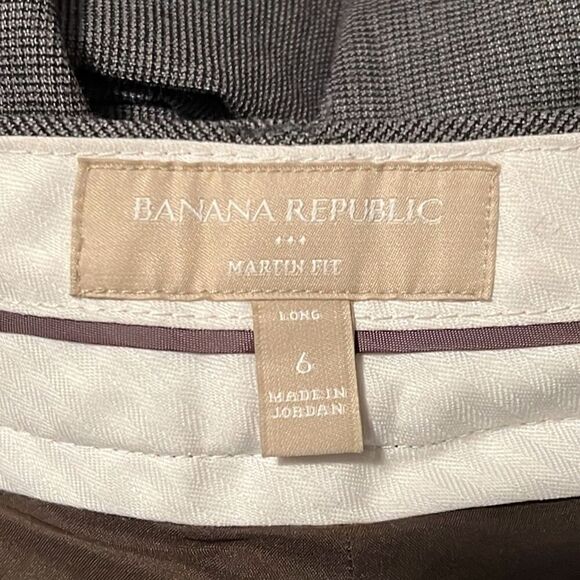 BANANA REPUBLIC
MARTIN FIT
LONG
6
MADE IN
JORDAN